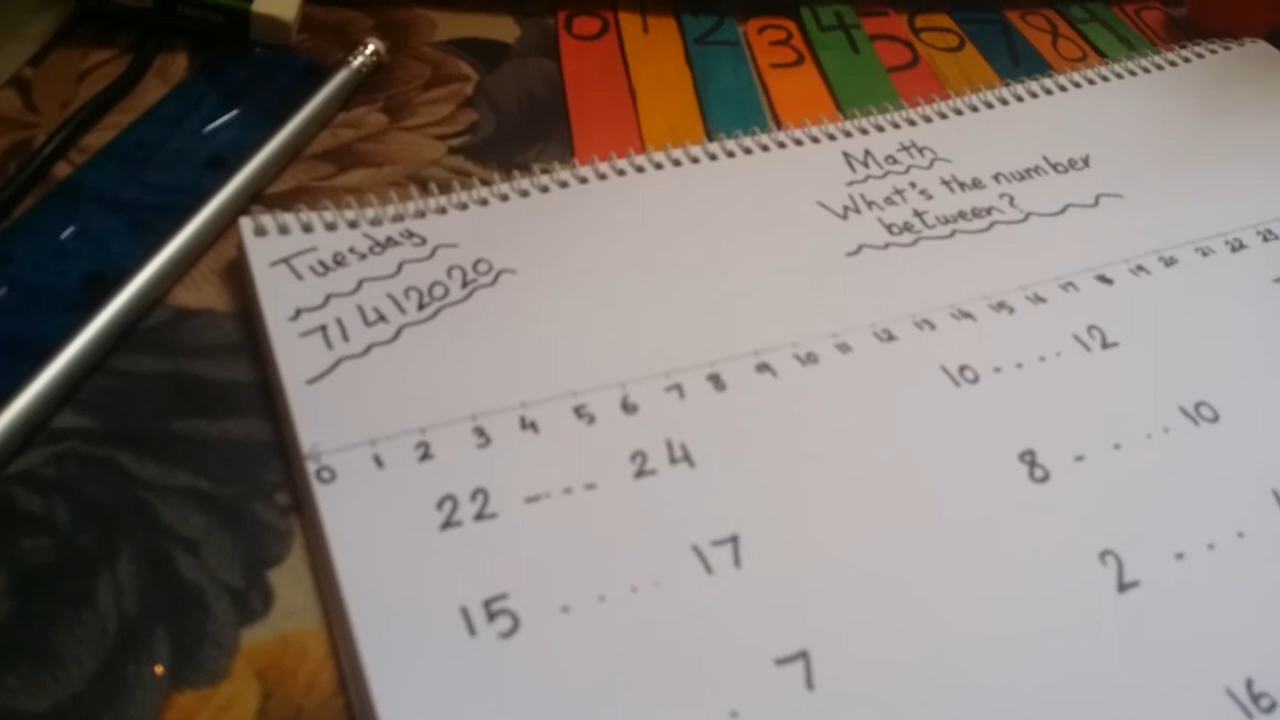 0 1 2 3 4 5 6 7 8 9 10
Math
What's the number
between?
Tuesday
7/4/2020
0 1 2 3 4 5 6 7 8 9 10 11 12 13 14 15 16 17 18 19 20 21 22 23
22 ---- 24
10 .... 12
15 .... 17
8 .... 10
2 ...
7
16